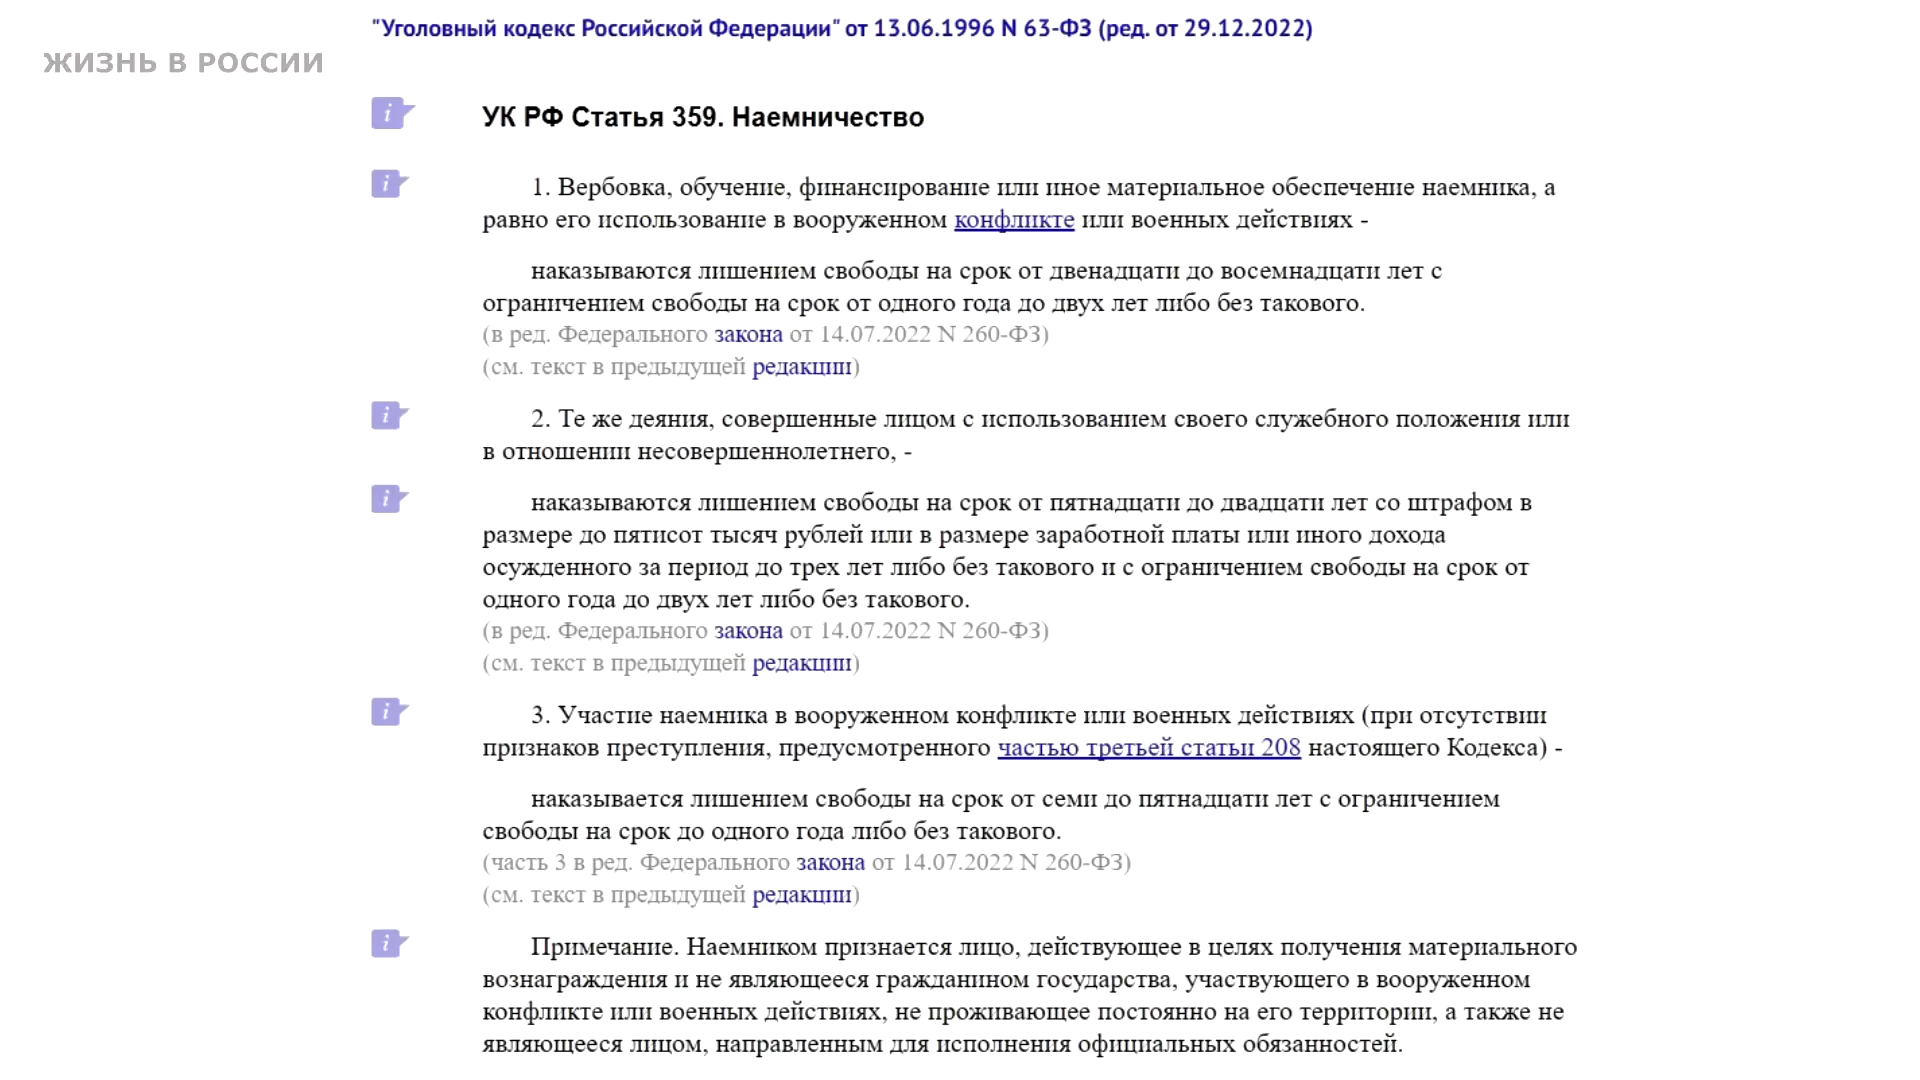 "Уголовный кодекс Российской Федерации" от 13.06.1996 N 63-ФЗ (ред. от 29.12.2022)
ЖИЗНЬ В РОССИИ
УК РФ Статья 359. Наемничество
1. Вербовка, обучение, финансирование или иное материальное обеспечение наемника, а
равно его использование в вооруженном конфликте или военных действиях -
наказываются лишением свободы на срок от двенадцати до восемнадцати лет с
ограничением свободы на срок от одного года до двух лет либо без такового.
(в ред. Федерального закона от 14.07.2022 N 260-ФЗ)
(см. текст в предыдущей редакции)
2. Те же деяния, совершенные лицом с использованием своего служебного положения или
в отношении несовершеннолетнего, -
наказываются лишением свободы на срок от пятнадцати до двадцати лет со штрафом в
размере до пятисот тысяч рублей или в размере заработной платы или иного дохода
осужденного за период до трех лет либо без такового и с ограничением свободы на срок от
одного года до двух лет либо без такового.
(в ред. Федерального закона от 14.07.2022 N 260-ФЗ)
(см. текст в предыдущей редакции)
3. Участие наемника в вооруженном конфликте или военных действиях (при отсутствии
признаков преступления, предусмотренного частью третьей статьи 208 настоящего Кодекса) -
наказывается лишением свободы на срок от семи до пятнадцати лет с ограничением
свободы на срок до одного года либо без такового.
(часть 3 в ред. Федерального закона от 14.07.2022 N 260-ФЗ)
(см. текст в предыдущей редакции)
Примечание. Наемником признается лицо, действующее в целях получения материального
вознаграждения и не являющееся гражданином государства, участвующего в вооруженном
конфликте или военных действиях, не проживающее постоянно на его территории, а также не
являющееся лицом, направленным для исполнения официальных обязанностей.